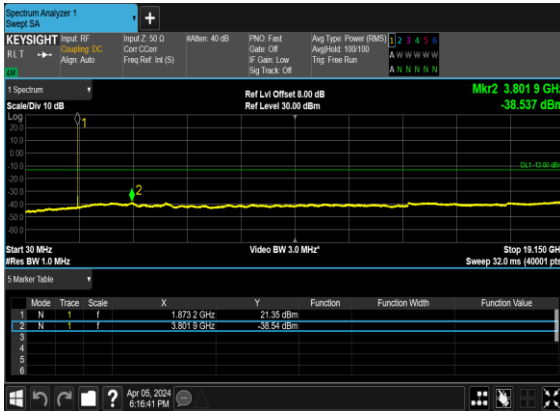 Spectrum Analyzer 1
Swept SA
+
KEYSIGHT Input: RF Input Z: 50 Ω #Atten: 40 dB PNO: Fast Avg Type: Power (RMS) 1 2 3 4 5 6
RLT Coupling: DC Corr CCorr Gate: Off Avg|Hold: 100/100 A W W W W W
Align: Auto Freq Ref: Int (S) IF Gain: Low Trig: Free Run
Sig Track: Off A N N N N N
1 Spectrum
Ref Lvl Offset 8.00 dB Mkr2 3.801 9 GHz
Scale/Div 10 dB Ref Level 30.00 dBm -38.537 dBm
Log
1
20.0
10.0
0.00
-10.0
DL1 -13.00 dBm
-20.0
-30.0
2
-40.0
-50.0
-60.0
Start 30 MHz Video BW 3.0 MHz* Stop 19.150 GH
#Res BW 1.0 MHz Sweep 32.0 ms (40001 pts
5 Marker Table
Mode Trace Scale X Y Function Function Width Function Value
1 N 1 f 1.873 2 GHz 21.35 dBm
2 N 1 f 3.801 9 GHz -38.54 dBm
3
4
5
6
? Apr 05, 2024
6:16:41 PM